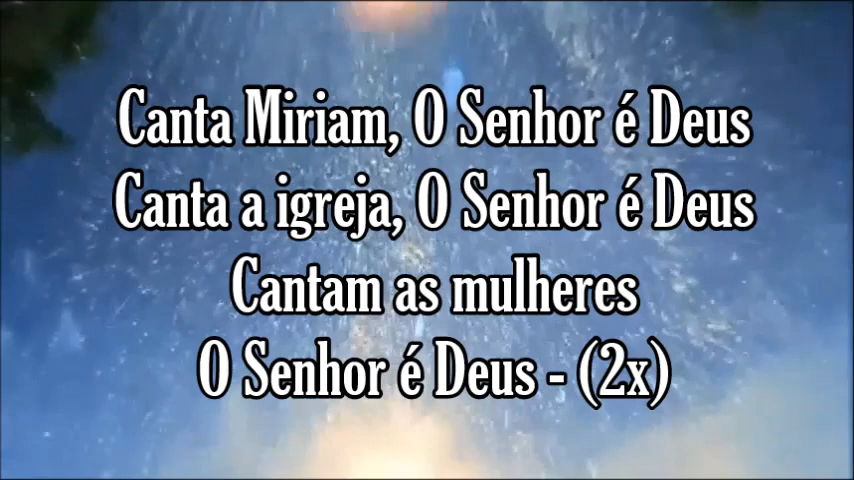 Canta Miriam, O Senhor é Deus
Canta a igreja, O Senhor é Deus
Cantam as mulheres
O Senhor é Deus - (2x)